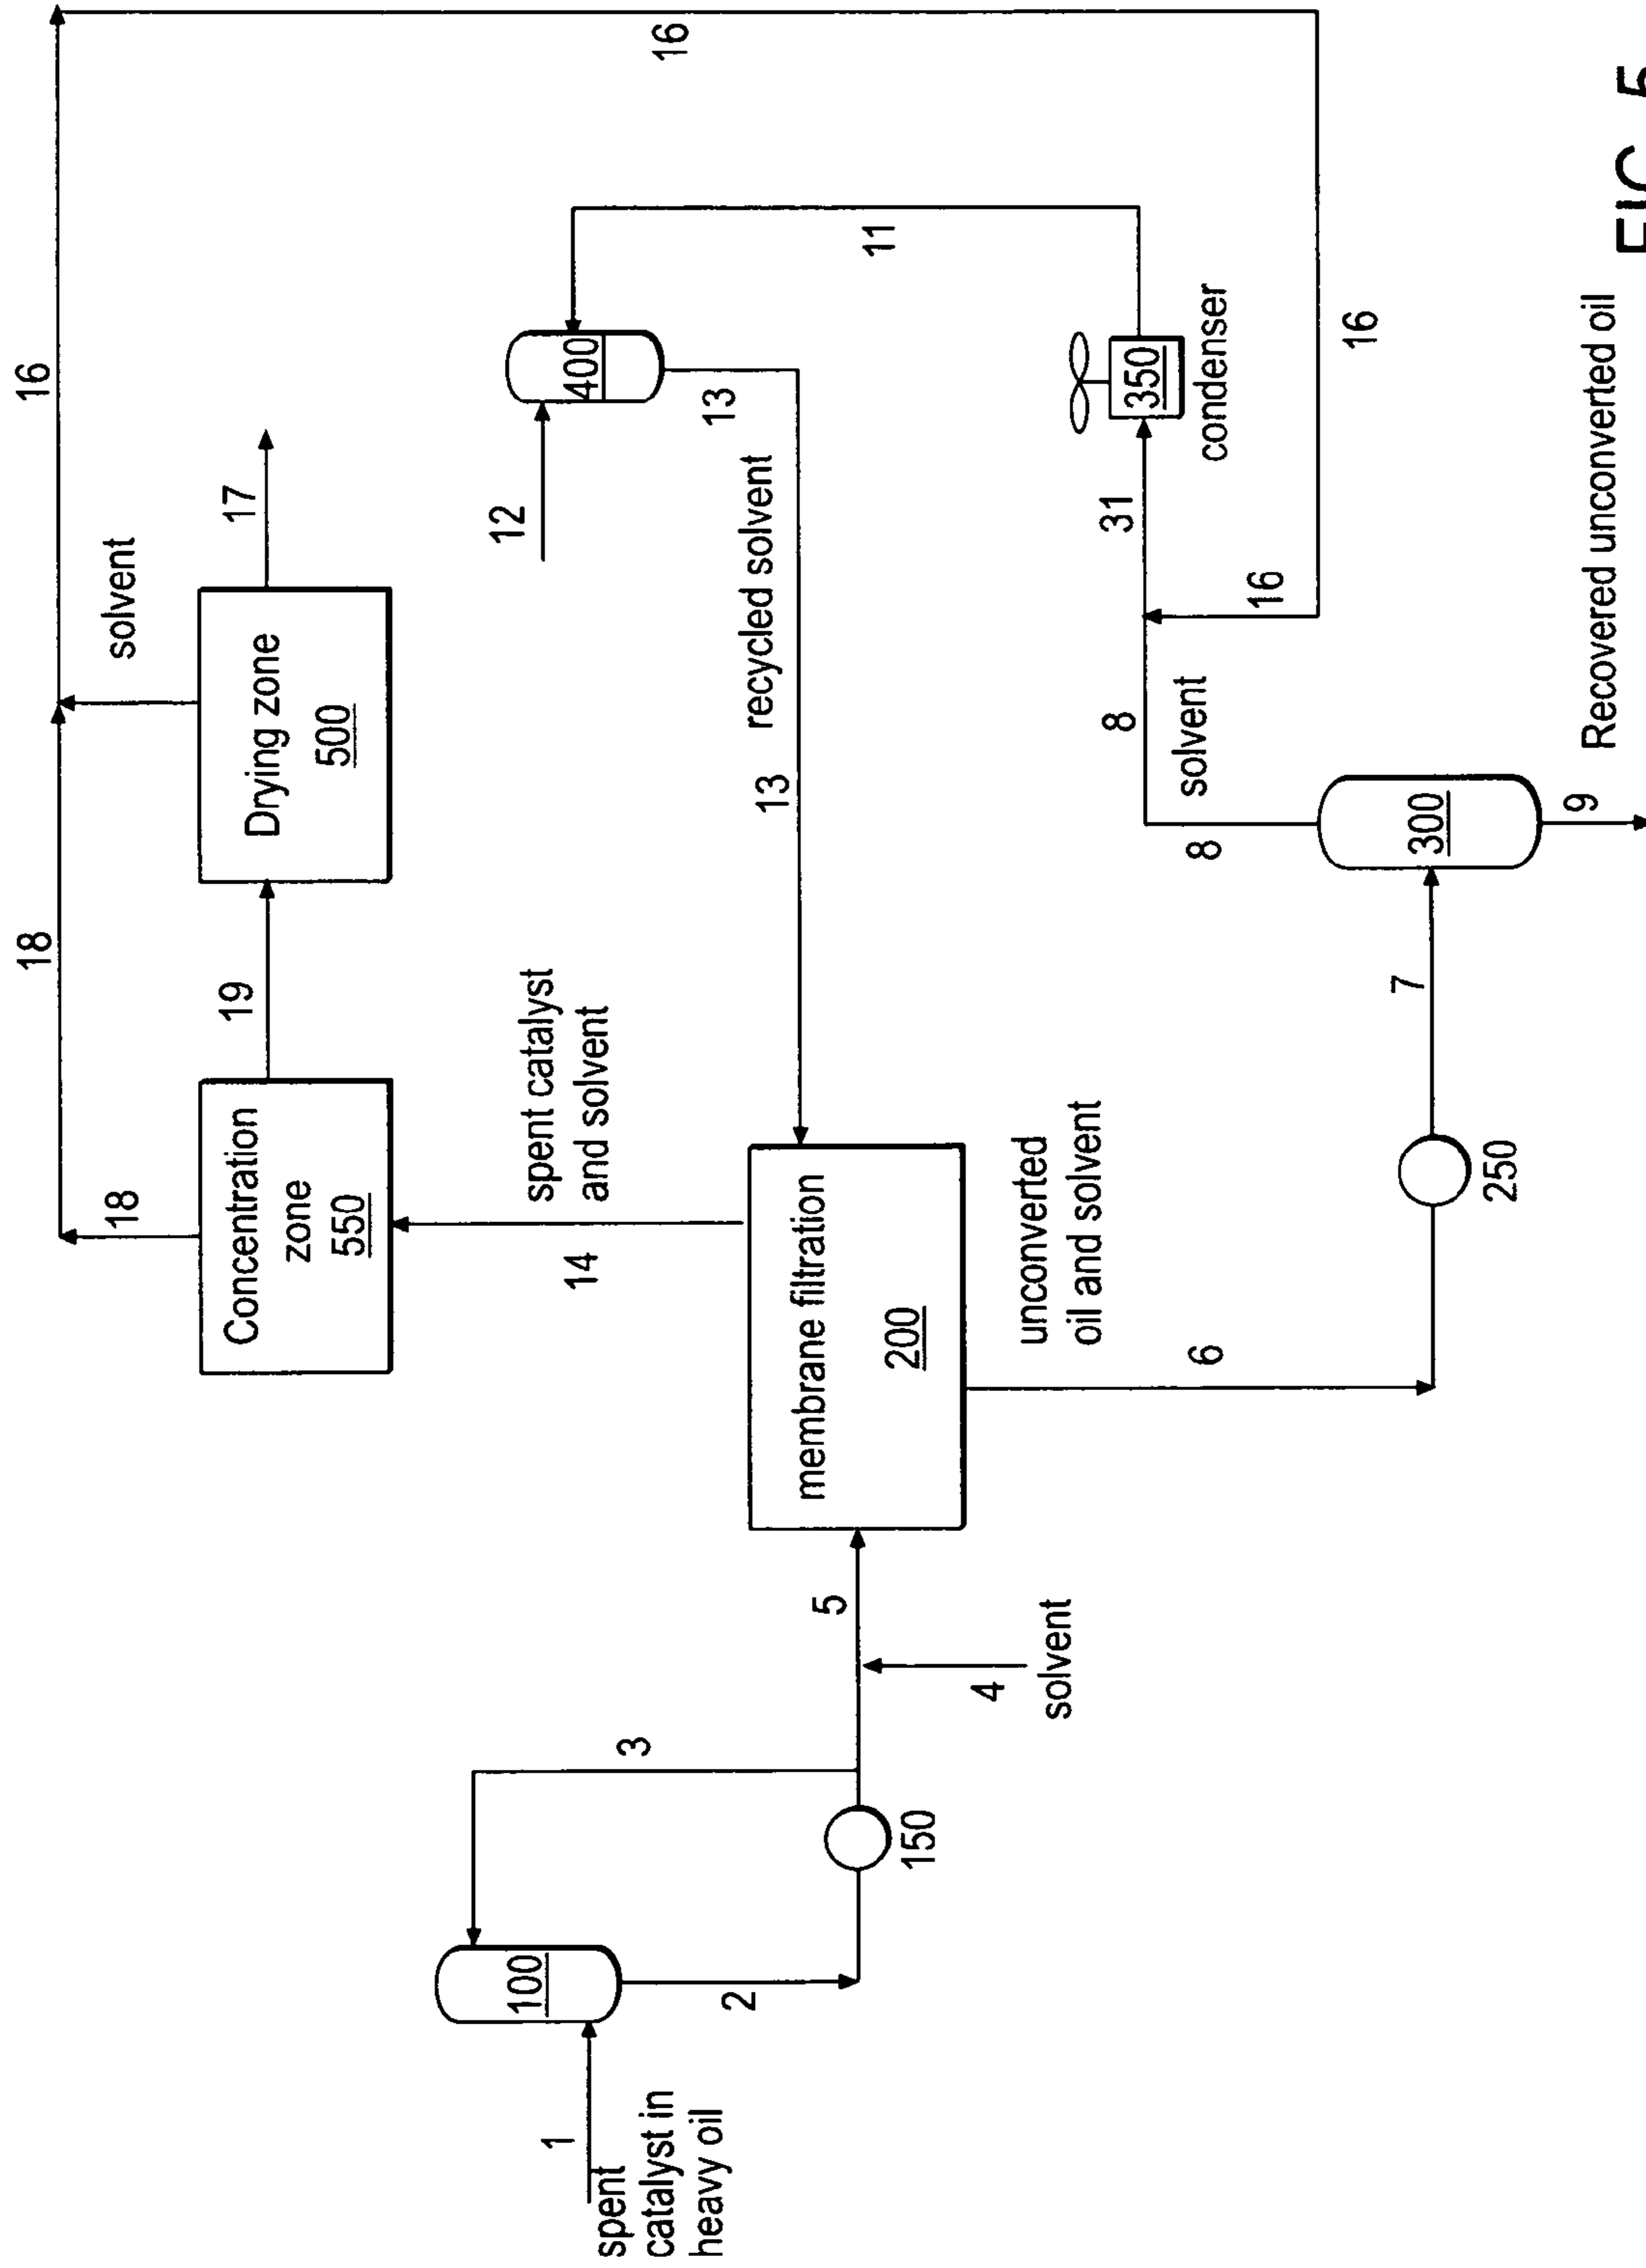 18
16
18
solvent
Concentration
zone
550
19
Drying zone
500
17
16
spent catalyst
and solvent
14
12
400
13
100
1
spent
catalyst in
heavy oil
3
2
recycled solvent
13
11
membrane filtration
200
5
150
4
solvent
unconverted
oil and solvent
6
8
solvent
8
31
350
condenser
16
16
7
250
300
9
Recovered unconverted oil
FIG. 5